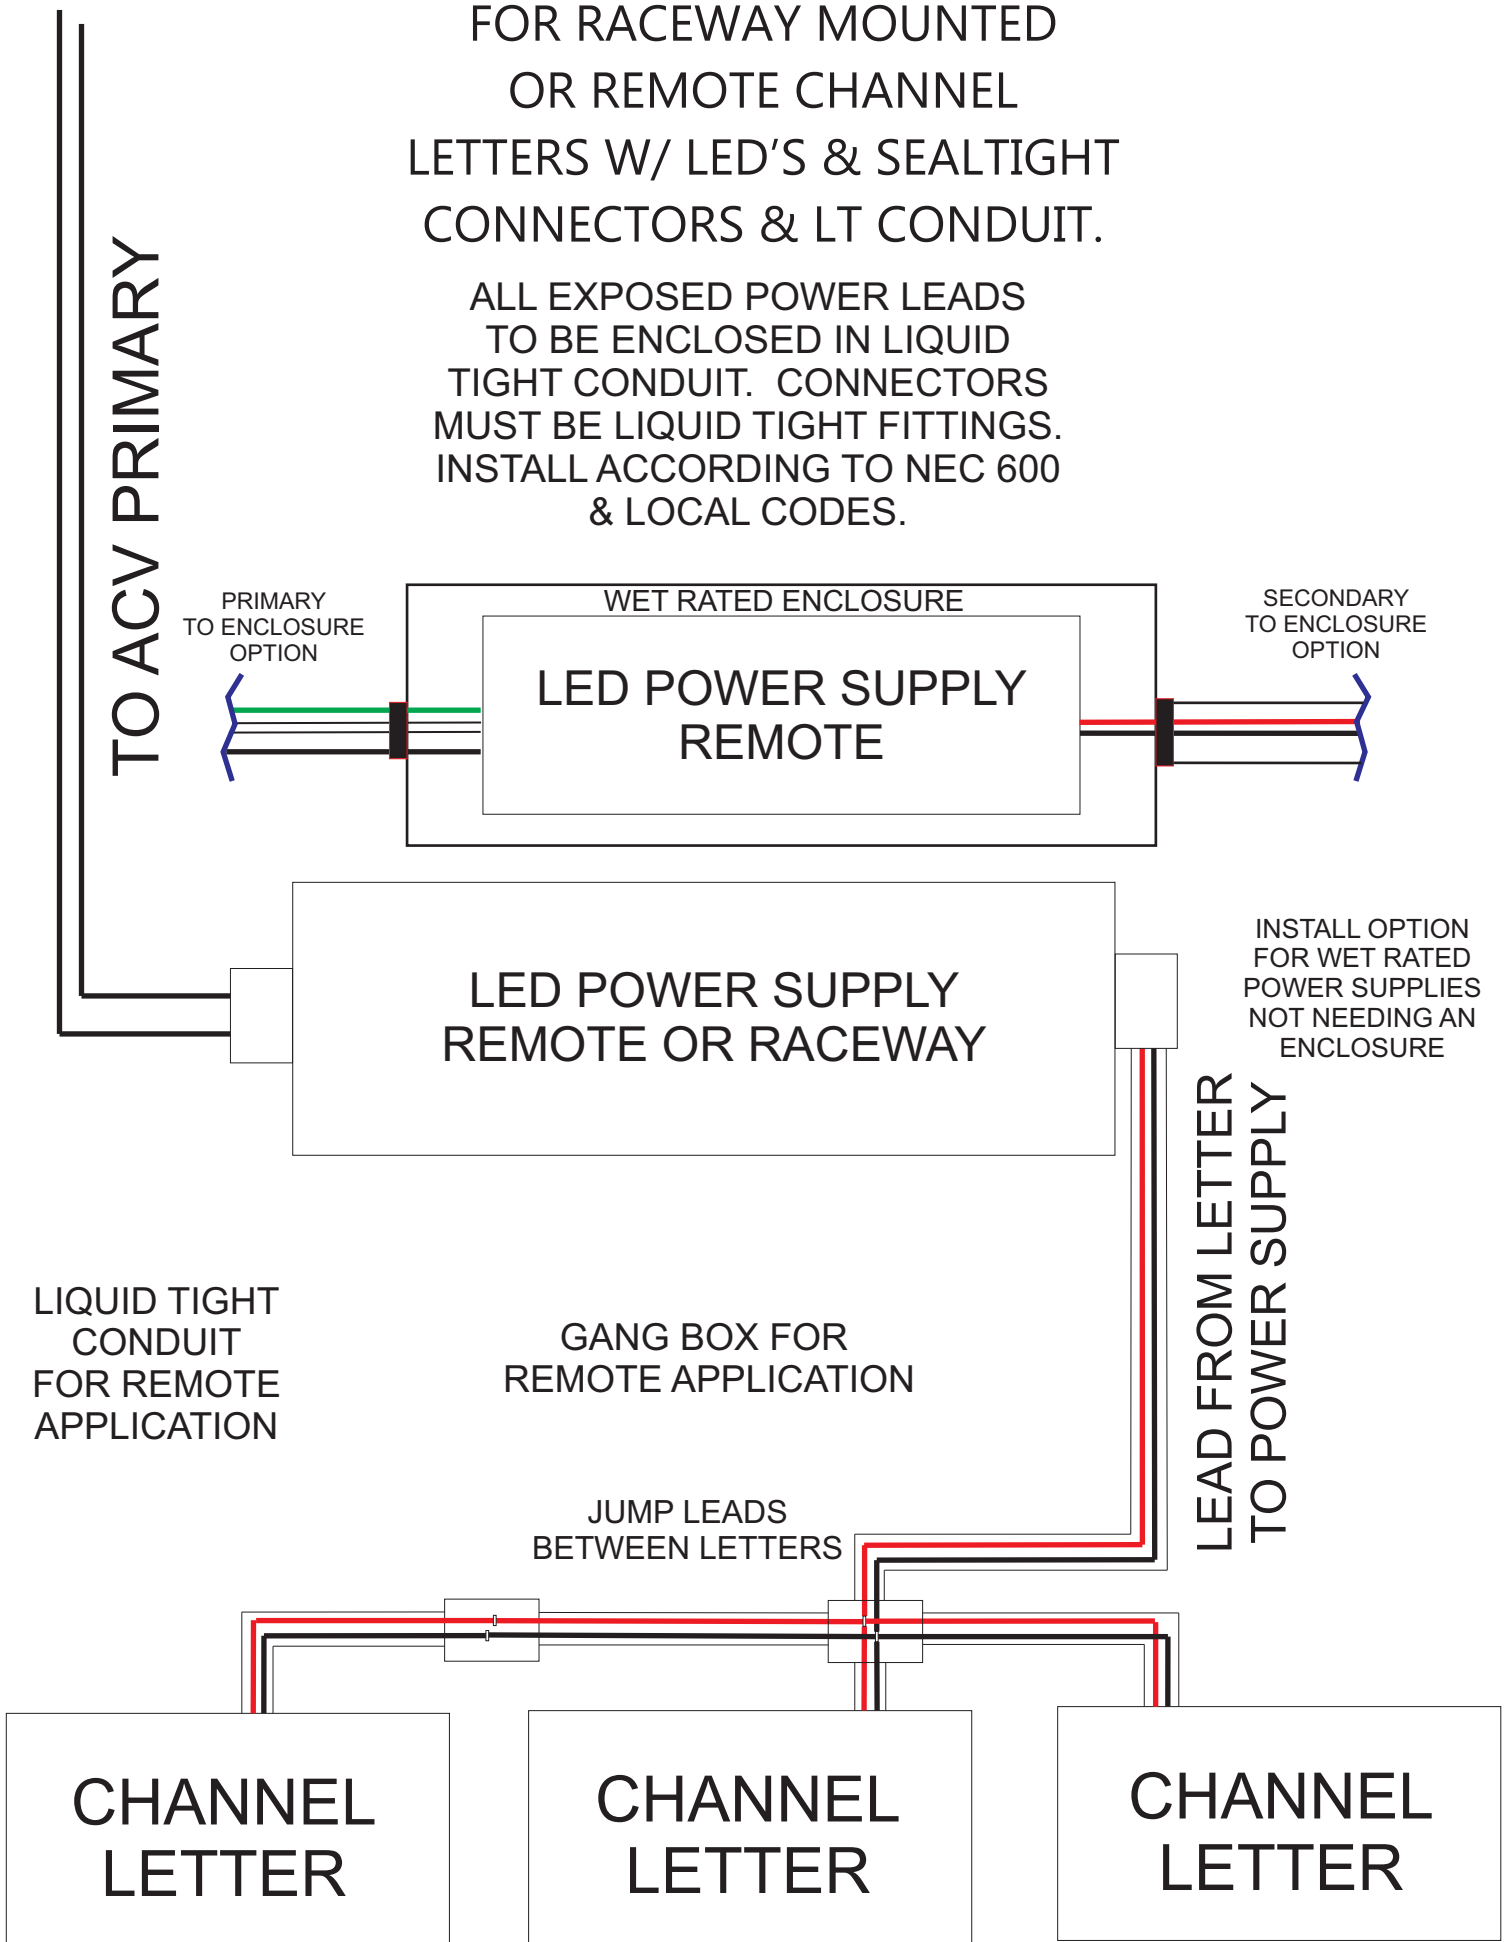 FOR RACEWAY MOUNTED
OR REMOTE CHANNEL
LETTERS W/ LED’S & SEALTIGHT
CONNECTORS & LT CONDUIT.
ALL EXPOSED POWER LEADS
TO BE ENCLOSED IN LIQUID
TIGHT CONDUIT.  CONNECTORS
MUST BE LIQUID TIGHT FITTINGS.
INSTALL ACCORDING TO NEC 600
& LOCAL CODES.
TO ACV PRIMARY
PRIMARY
TO ENCLOSURE
OPTION
WET RATED ENCLOSURE
LED POWER SUPPLY
REMOTE
SECONDARY
TO ENCLOSURE
OPTION
LED POWER SUPPLY
REMOTE OR RACEWAY
INSTALL OPTION
FOR WET RATED
POWER SUPPLIES
NOT NEEDING AN
ENCLOSURE
LEAD FROM LETTER
TO POWER SUPPLY
LIQUID TIGHT
CONDUIT
FOR REMOTE
APPLICATION
GANG BOX FOR
REMOTE APPLICATION
JUMP LEADS
BETWEEN LETTERS
CHANNEL
LETTER
CHANNEL
LETTER
CHANNEL
LETTER